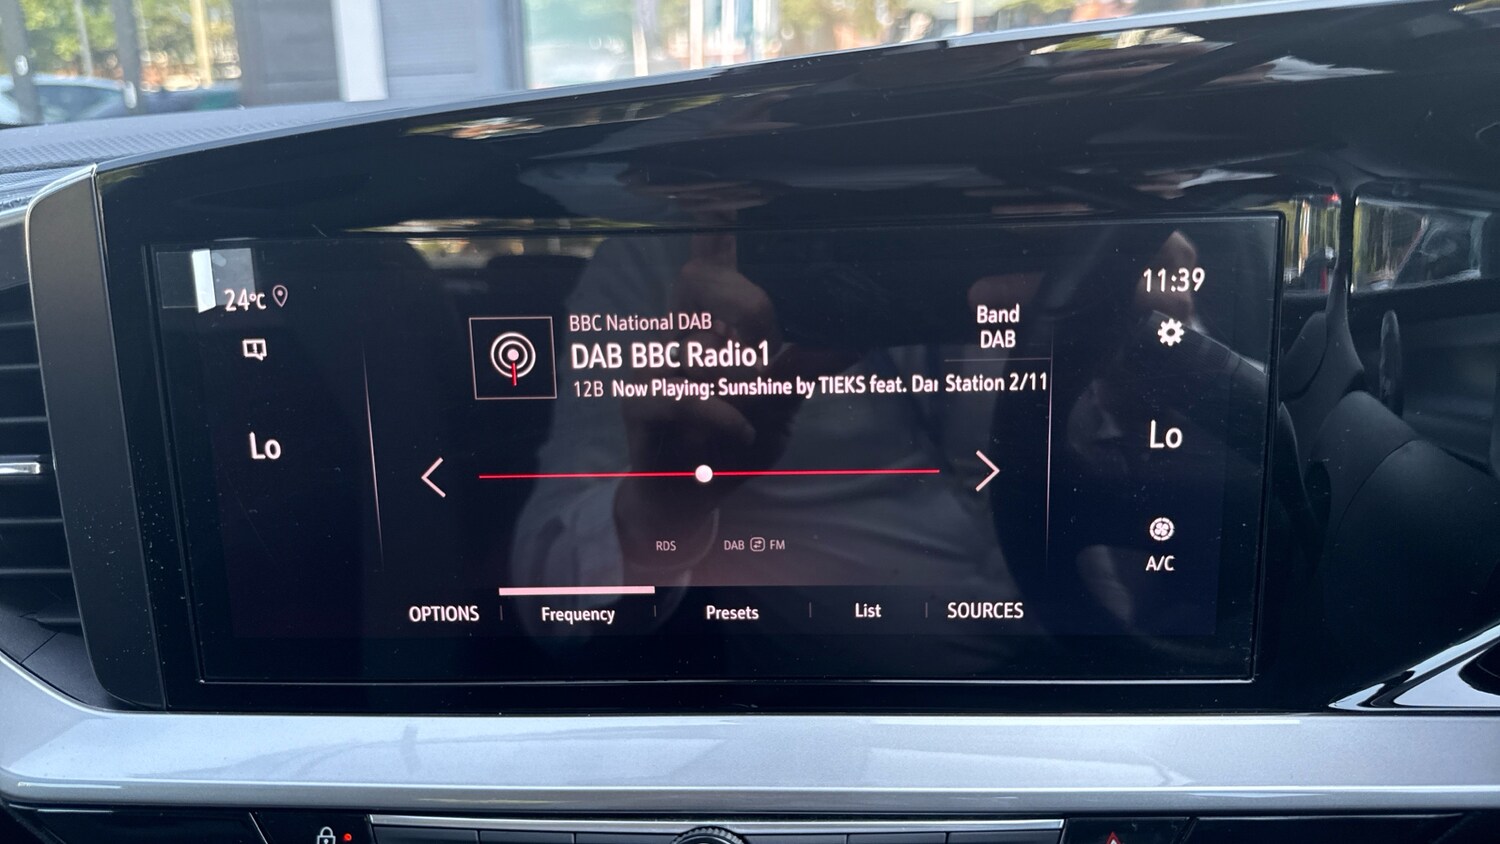 24°C
11:39
BBC National DAB
DAB BBC Radio1
12B Now Playing: Sunshine by TIEKS feat. Dai
Band
DAB
Station 2/11
Lo
Lo
RDS
DAB FM
A/C
OPTIONS
Frequency
Presets
List
SOURCES